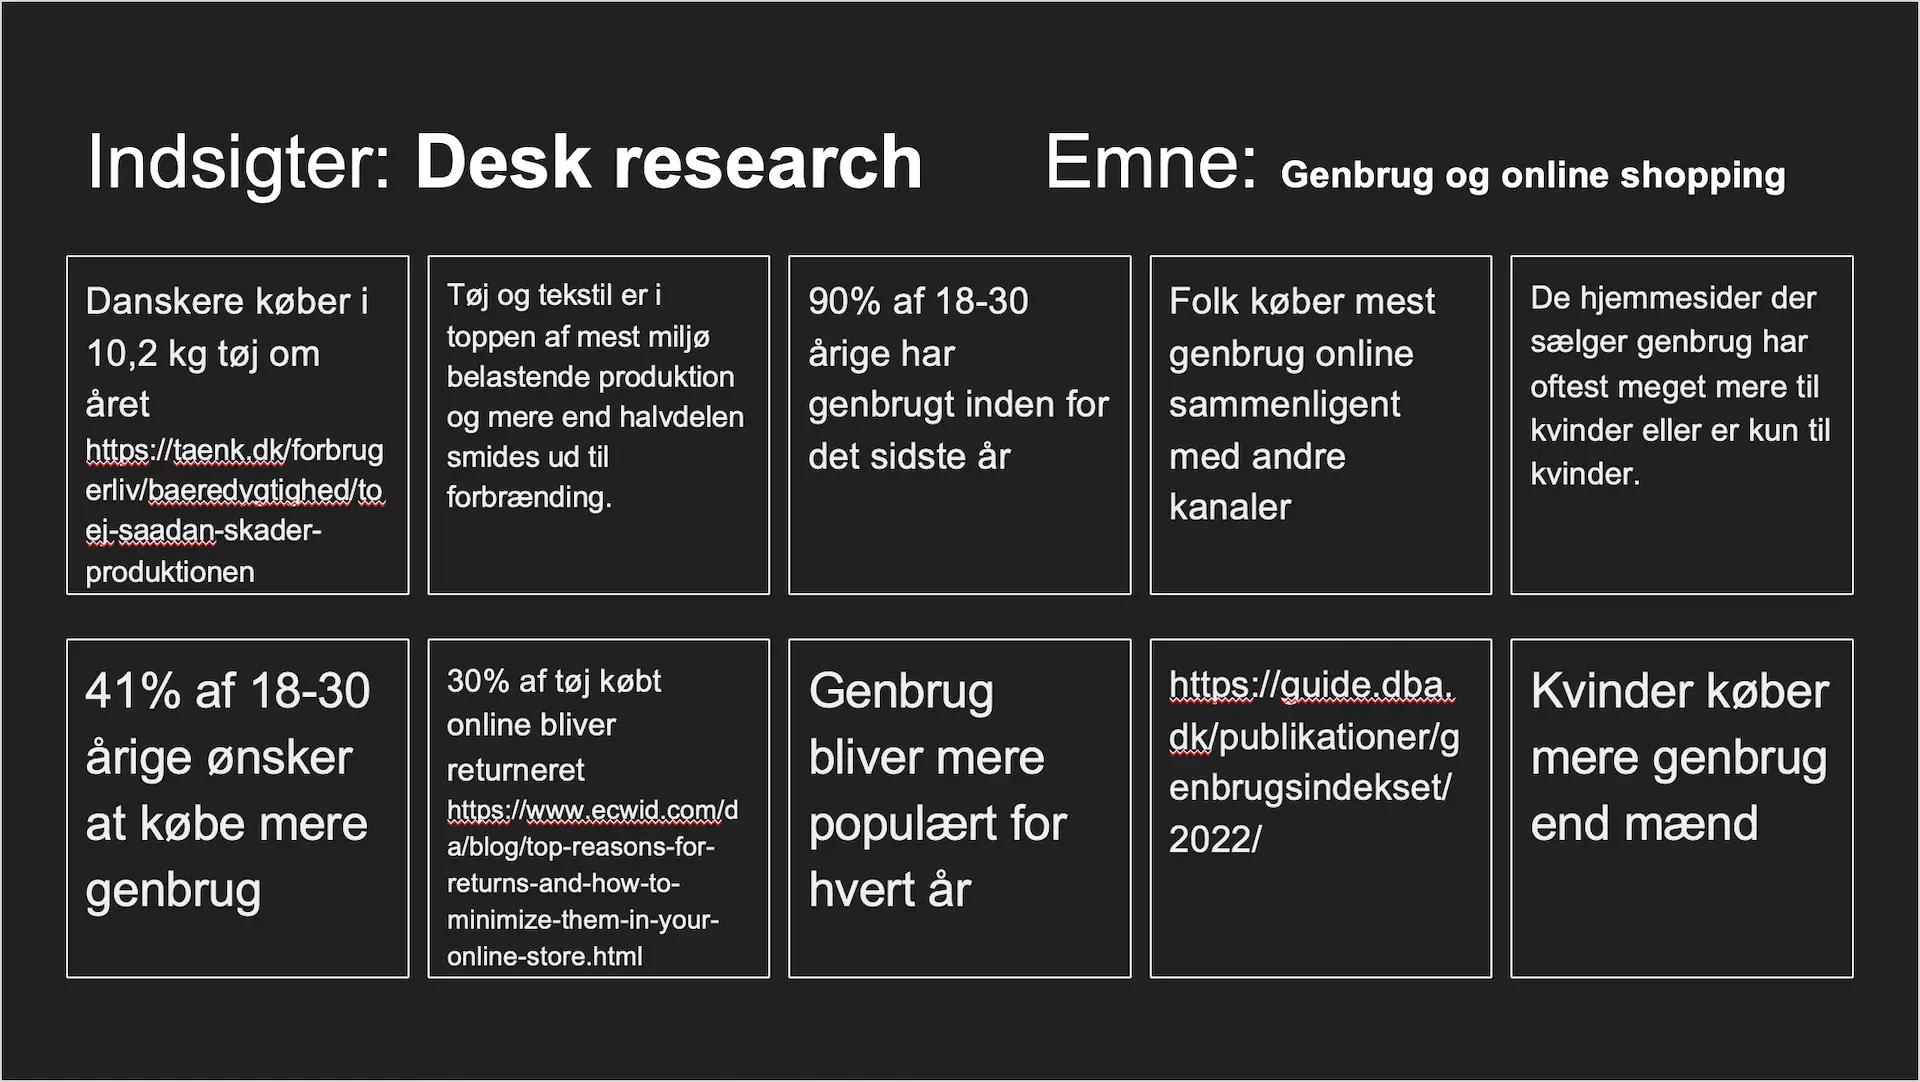 Indsigter: Desk research
Emne: Genbrug og online shopping
Danskere køber i
10,2 kg tøj om
året
https://taenk.dk/forbrug
erliv/baeredygtighed/to
ej-saadan-skader-
produktionen
Tøj og tekstil er i
toppen af mest miljø
belastende produktion
og mere end halvdelen
smides ud til
forbrænding.
90% af 18-30
årige har
genbrugt inden for
det sidste år
Folk køber mest
genbrug online
sammenligent
med andre
kanaler
De hjemmesider der
sælger genbrug har
oftest meget mere til
kvinder eller er kun til
kvinder.
41% af 18-30
årige ønsker
at købe mere
genbrug
30% af tøj købt
online bliver
returneret
https://www.ecwid.com/d
a/blog/top-reasons-for-
returns-and-how-to-
minimize-them-in-your-
online-store.html
Genbrug
bliver mere
populært for
hvert år
https://guide.dba.
dk/publikationer/g
enbrugsindekset/
2022/
Kvinder køber
mere genbrug
end mænd